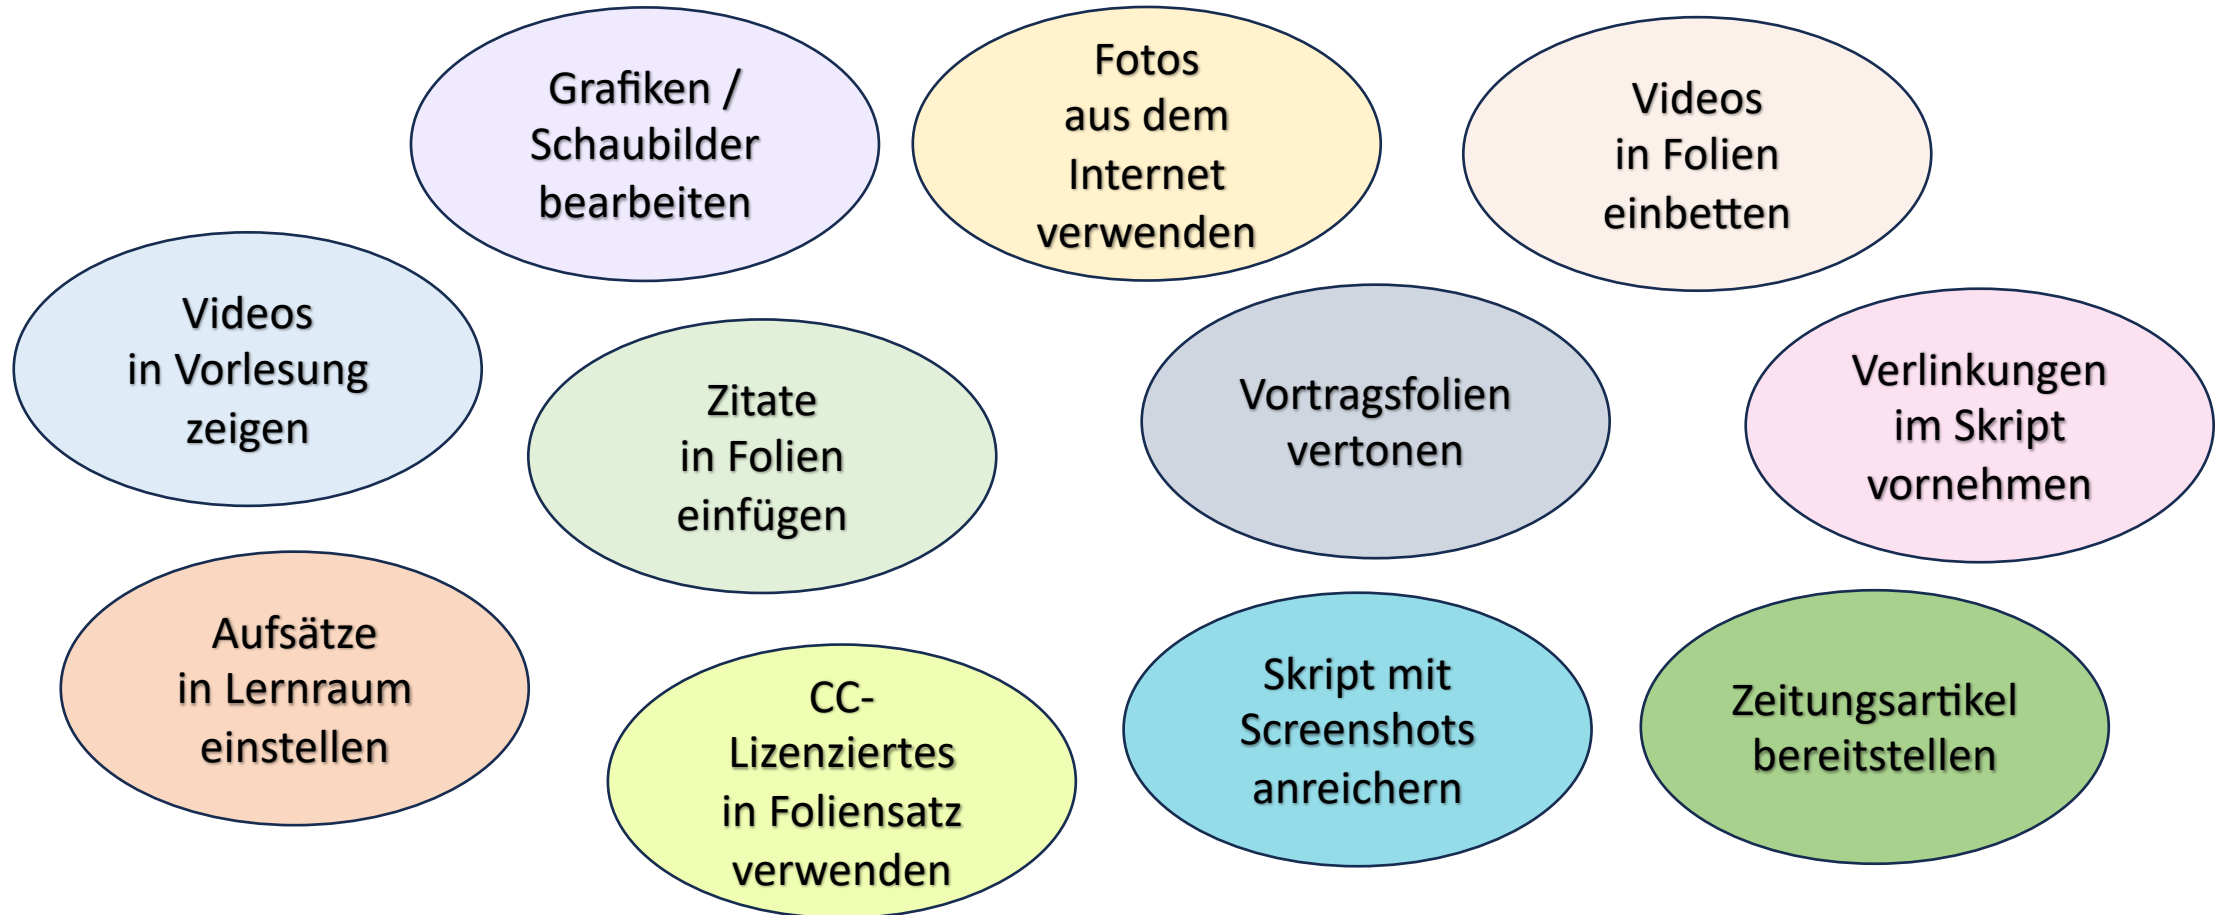 Grafiken /
Schaubilder
bearbeiten
Fotos
aus dem
Internet
verwenden
Videos
in Folien
einbetten
Videos
in Vorlesung
zeigen
Zitate
in Folien
einfügen
Vortragsfolien
vertonen
Verlinkungen
im Skript
vornehmen
Aufsätze
in Lernraum
einstellen
CC-
Lizenziertes
in Foliensatz
verwenden
Skript mit
Screenshots
anreichern
Zeitungsartikel
bereitstellen